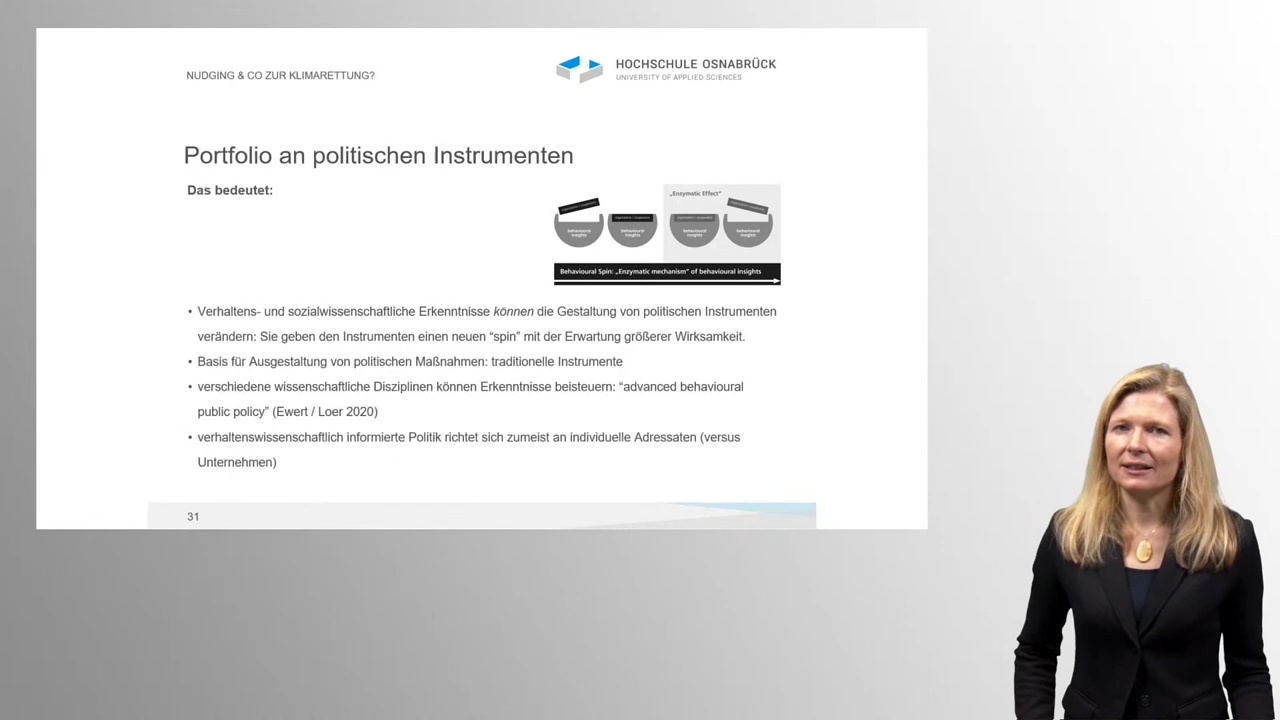 NUDGING & CO ZUR KLIMARETTUNG?
HOCHSCHULE OSNABRÜCK
UNIVERSITY OF APPLIED SCIENCES
Portfolio an politischen Instrumenten
Das bedeutet:
„Enzymatic Effect“
behavioural
insights
behavioural
insights
behavioural
insights
behavioural
insights
Behavioural Spin: „Enzymatic mechanism“ of behavioural insights
• Verhaltens- und sozialwissenschaftliche Erkenntnisse können die Gestaltung von politischen Instrumenten
verändern: Sie geben den Instrumenten einen neuen “spin” mit der Erwartung größerer Wirksamkeit.
• Basis für Ausgestaltung von politischen Maßnahmen: traditionelle Instrumente
• verschiedene wissenschaftliche Disziplinen können Erkenntnisse beisteuern: “advanced behavioural
public policy” (Ewert / Loer 2020)
• verhaltenswissenschaftlich informierte Politik richtet sich zumeist an individuelle Adressaten (versus
Unternehmen)
31